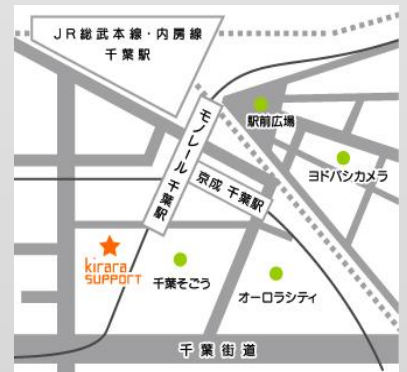 JR総武本線・内房線
千葉駅
モノレール 千葉駅
駅前広場
京成 千葉駅
ヨドバシカメラ
kirara
SUPPORT
千葉そごう
オーロラシティ
千葉街道